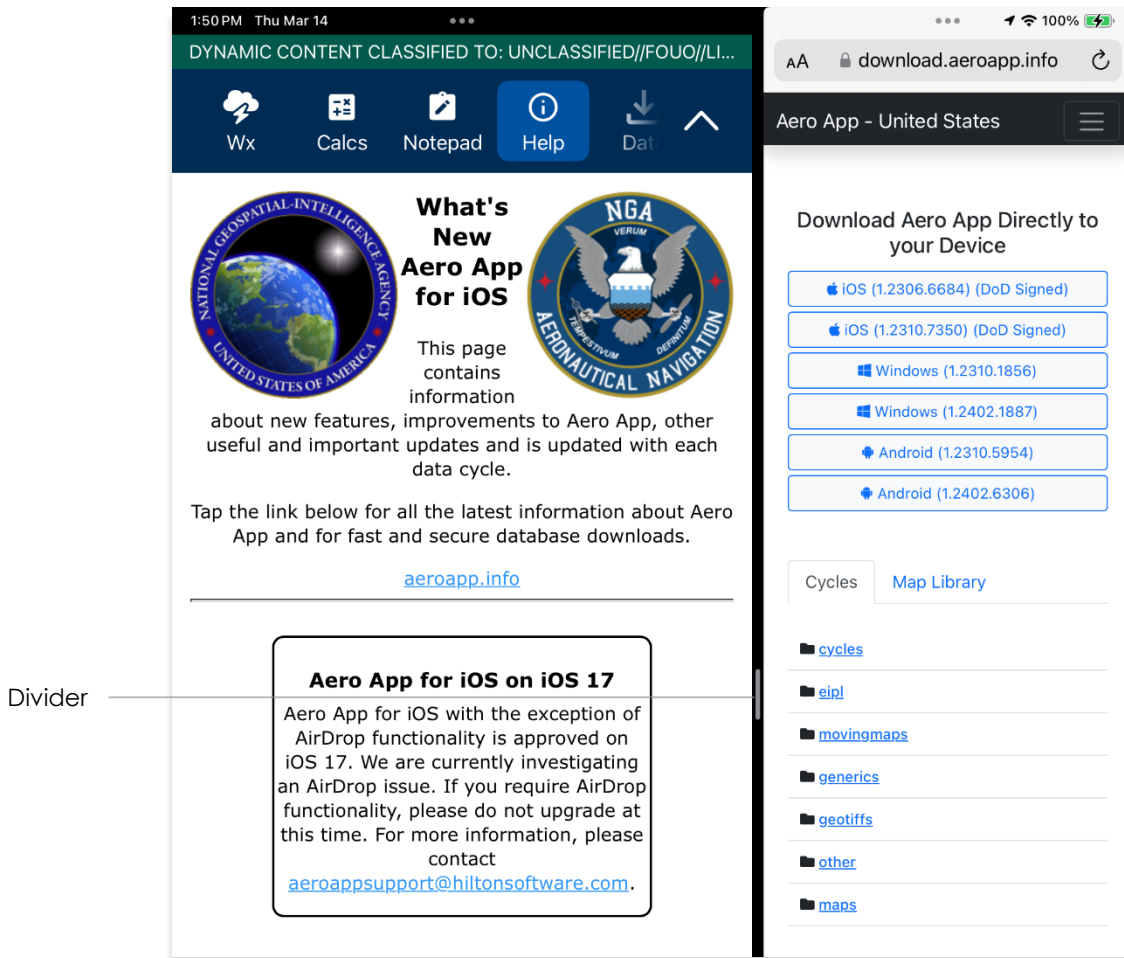 1:50 PM Thu Mar 14
100%
DYNAMIC CONTENT CLASSIFIED TO: UNCLASSIFIED//FOUO//LI...
Wx
Calcs
Notepad
Help
Dat
NATIONAL GEOSPATIAL-INTELLIGENCE AGENCY
UNITED STATES OF AMERICA
What's
New
Aero App
for iOS
NGA
VERUM
TEMPESTIVUM
DEFINITUM
AERONAUTICAL NAVIGATION
This page
contains
information
about new features, improvements to Aero App, other
useful and important updates and is updated with each
data cycle.
Tap the link below for all the latest information about Aero
App and for fast and secure database downloads.
aeroapp.info
Divider
Aero App for iOS on iOS 17
Aero App for iOS with the exception of
AirDrop functionality is approved on
iOS 17. We are currently investigating
an AirDrop issue. If you require AirDrop
functionality, please do not upgrade at
this time. For more information, please
contact
aeroappsupport@hiltonsoftware.com.
AA download.aeroapp.info
Aero App - United States
Download Aero App Directly to
your Device
iOS (1.2306.6684) (DoD Signed)
iOS (1.2310.7350) (DoD Signed)
Windows (1.2310.1856)
Windows (1.2402.1887)
Android (1.2310.5954)
Android (1.2402.6306)
Cycles Map Library
cycles
eipl
movingmaps
generics
geotiffs
other
maps